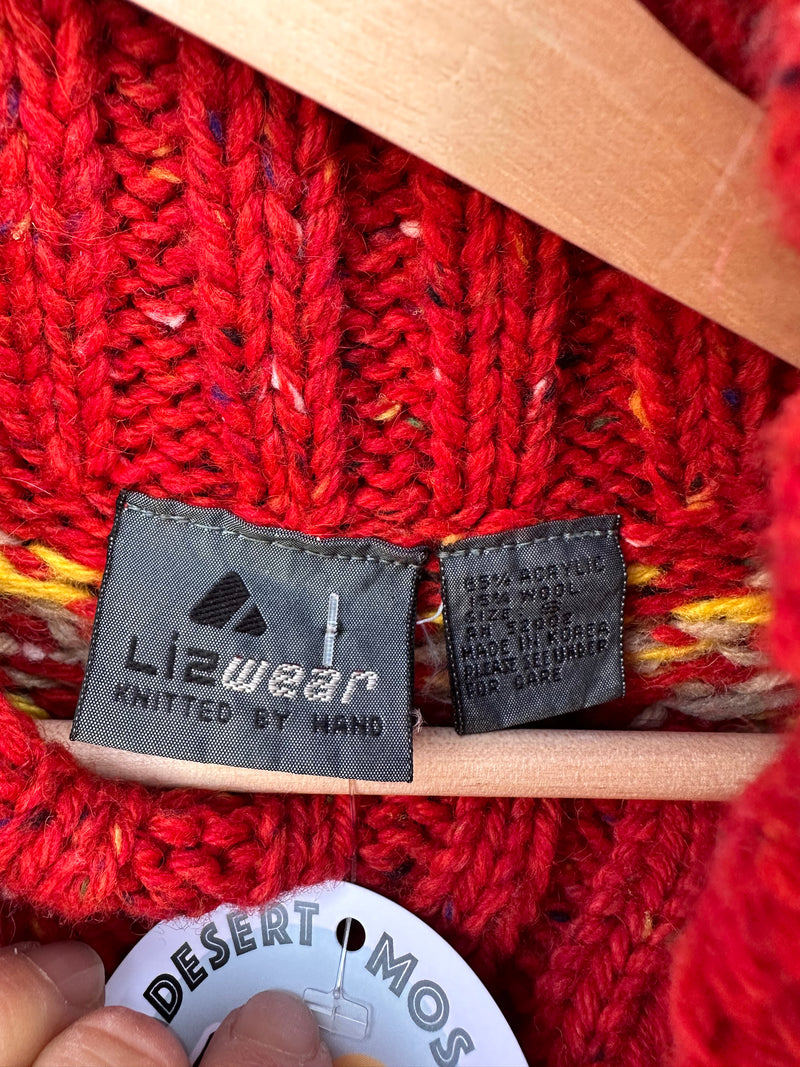 Lizwear
KNITTED BY HAND
85% ACRYLIC
15% WOOL
SIZE S
MADE IN KOREA
PLEASE SEE UNDER
FOR CARE
DESERT MOS